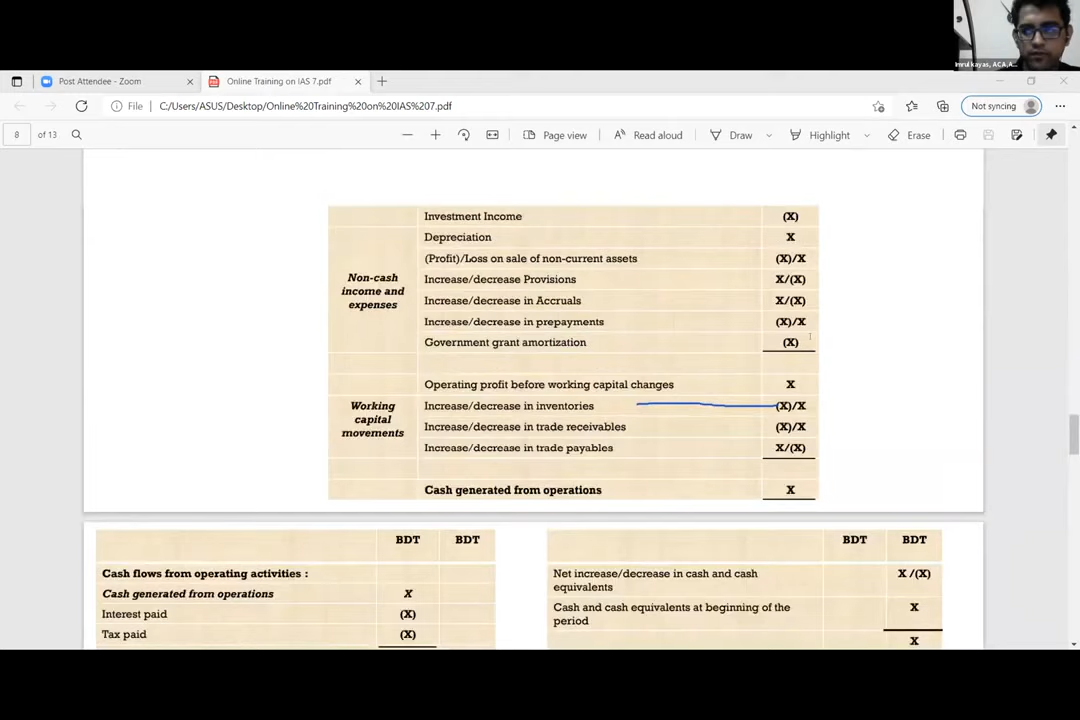 Imrul kayas, ACA,A...
Post Attendee - Zoom
Online Training on IAS 7.pdf
File
C:/Users/ASUS/Desktop/Online%20Training%20on%20IAS%207.pdf
Not syncing
8 of 13
Page view
Read aloud
Draw
Highlight
Erase
Investment Income (X)
Depreciation X
(Profit)/Loss on sale of non-current assets (X)/X
Non-cash
income and
expenses
Increase/decrease Provisions X/(X)
Increase/decrease in Accruals X/(X)
Increase/decrease in prepayments (X)/X
Government grant amortization (X)
Operating profit before working capital changes X
Working
capital
movements
Increase/decrease in inventories (X)/X
Increase/decrease in trade receivables (X)/X
Increase/decrease in trade payables X/(X)
Cash generated from operations X
BDT BDT
Cash flows from operating activities :
Cash generated from operations X
Interest paid (X)
Tax paid (X)
BDT BDT
Net increase/decrease in cash and cash
equivalents X /(X)
Cash and cash equivalents at beginning of the
period X
X